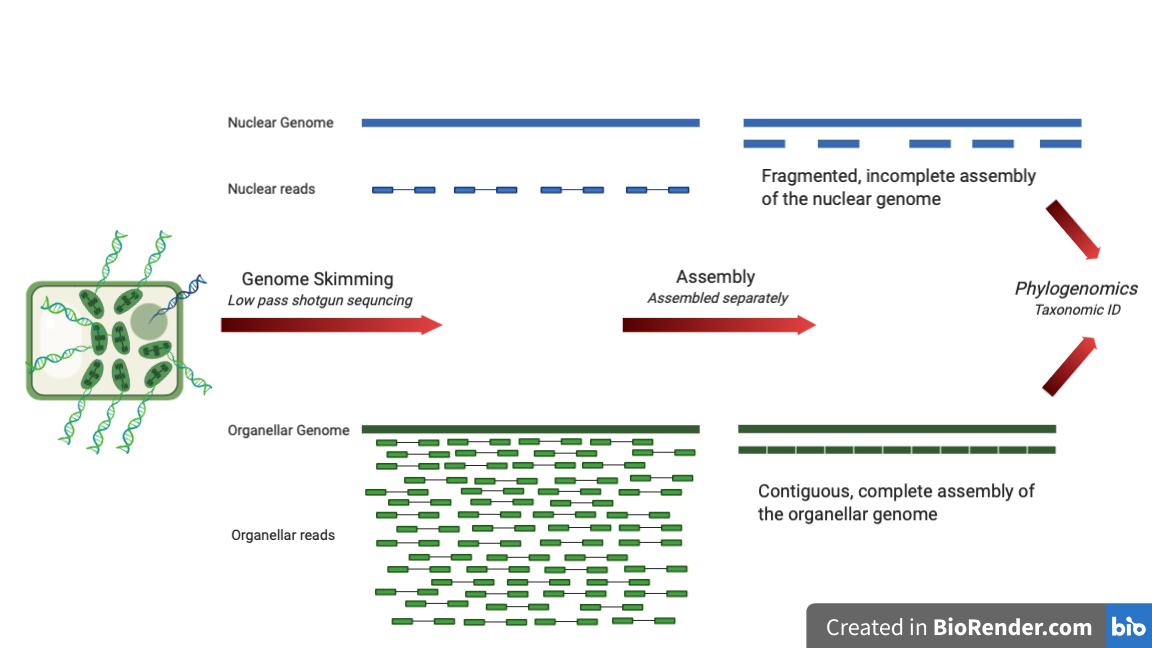 Nuclear Genome
Nuclear reads
Fragmented, incomplete assembly
of the nuclear genome
Genome Skimming
Low pass shotgun sequncing
Assembly
Assembled separately
Phylogenomics
Taxonomic ID
Organellar Genome
Organellar reads
Contiguous, complete assembly of
the organellar genome
Created in BioRender.com bio